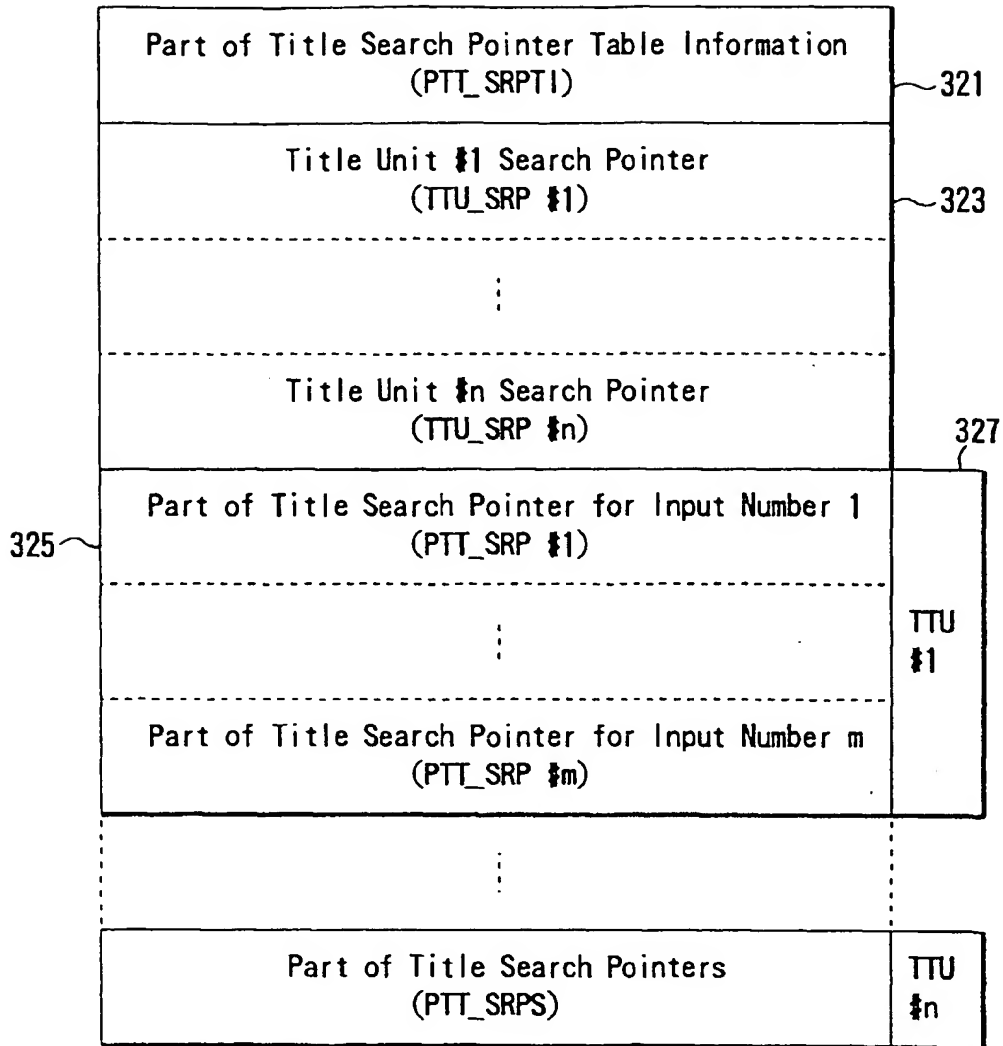 Part of Title Search Pointer Table Information
(PTT_SRPTI)
321
Title Unit #1 Search Pointer
(TTU_SRP #1)
323
Title Unit #n Search Pointer
(TTU_SRP #n)
327
Part of Title Search Pointer for Input Number 1
(PTT_SRP #1)
325
TTU
#1
Part of Title Search Pointer for Input Number m
(PTT_SRP #m)
Part of Title Search Pointers
(PTT_SRPS)
TTU
#n